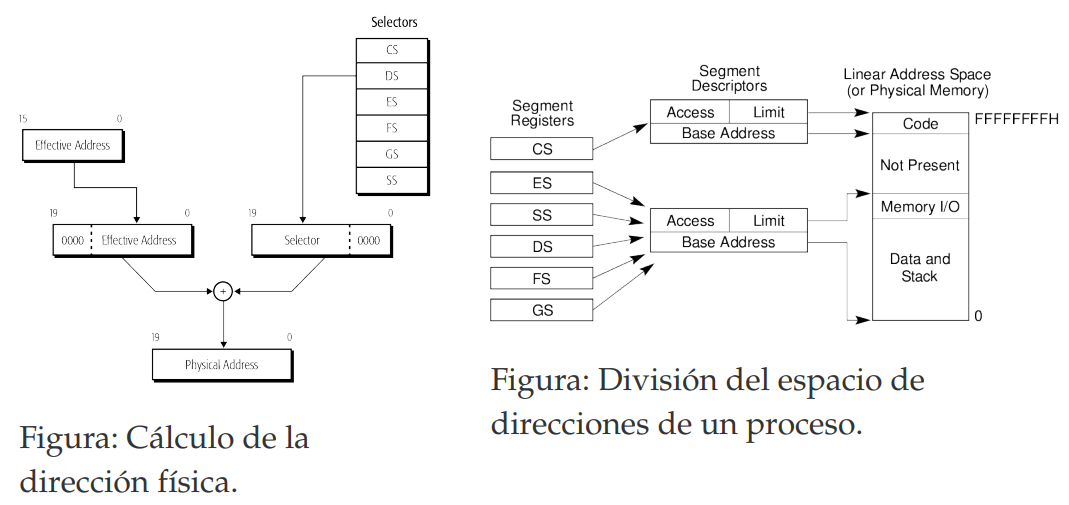 Selectors
CS
DS
ES
FS
GS
SS
15 0
Effective Address
19 0
0000 Effective Address
19 0
Selector 0000
+
19 0
Physical Address
Figura: Cálculo de la
dirección física.
Segment
Registers
CS
ES
SS
DS
FS
GS
Segment
Descriptors
Access Limit
Base Address
Access Limit
Base Address
Linear Address Space
(or Physical Memory)
Code FFFFFFFFH
Not Present
Memory I/O
Data and
Stack
0
Figura: División del espacio de
direcciones de un proceso.